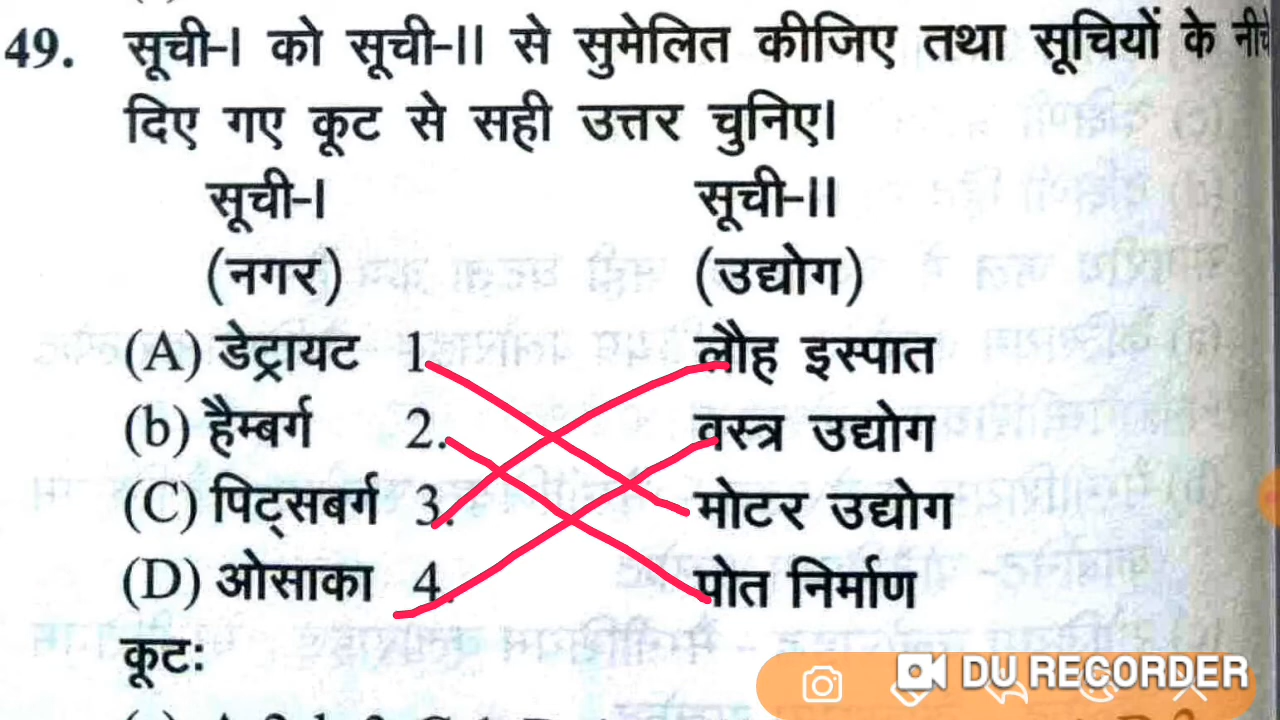 49. सूची-I को सूची-II से सुमेलित कीजिए तथा सूचियों के नीचे
दिए गए कूट से सही उत्तर चुनिए।
सूची-I सूची-II
(नगर) (उद्योग)
(A) डेट्रायट 1. लौह इस्पात
(b) हैम्बर्ग 2. वस्त्र उद्योग
(C) पिट्सबर्ग 3. मोटर उद्योग
(D) ओसाका 4. पोत निर्माण
कूटः
DU RECORDER